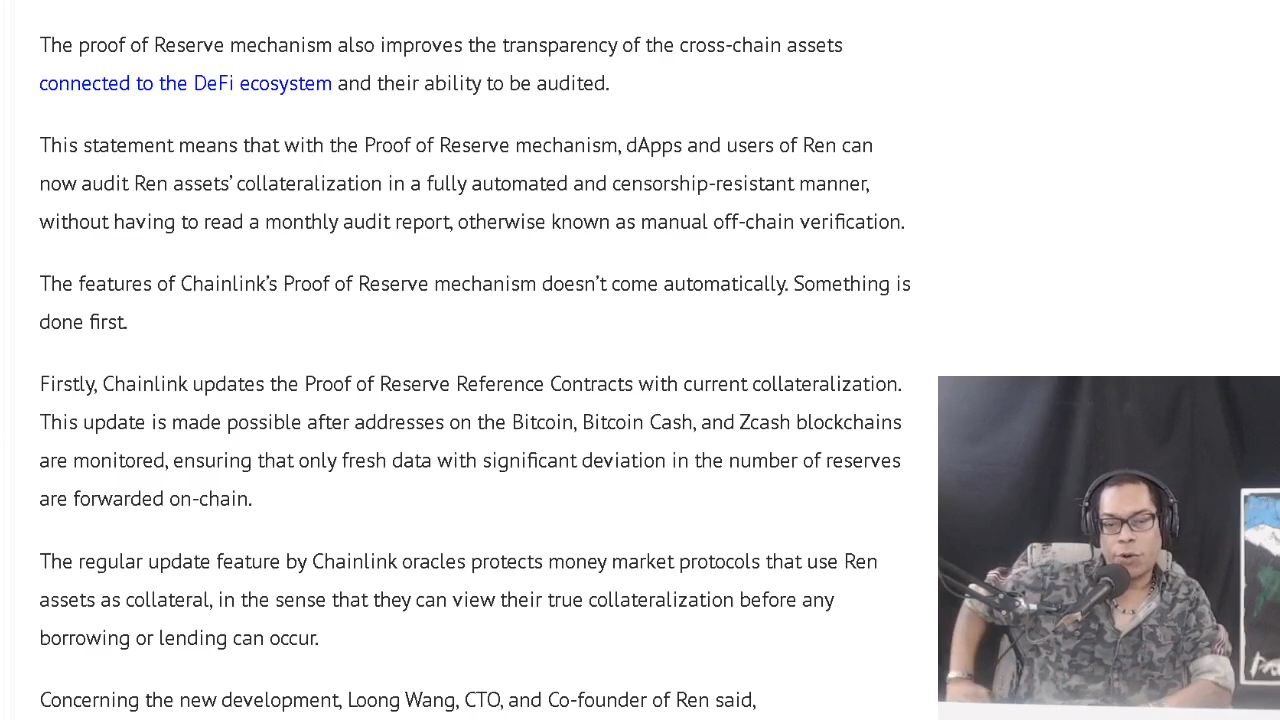 The proof of Reserve mechanism also improves the transparency of the cross-chain assets
connected to the DeFi ecosystem and their ability to be audited.
This statement means that with the Proof of Reserve mechanism, dApps and users of Ren can
now audit Ren assets’ collateralization in a fully automated and censorship-resistant manner,
without having to read a monthly audit report, otherwise known as manual off-chain verification.
The features of Chainlink’s Proof of Reserve mechanism doesn’t come automatically. Something is
done first.
Firstly, Chainlink updates the Proof of Reserve Reference Contracts with current collateralization.
This update is made possible after addresses on the Bitcoin, Bitcoin Cash, and Zcash blockchains
are monitored, ensuring that only fresh data with significant deviation in the number of reserves
are forwarded on-chain.
The regular update feature by Chainlink oracles protects money market protocols that use Ren
assets as collateral, in the sense that they can view their true collateralization before any
borrowing or lending can occur.
Concerning the new development, Loong Wang, CTO, and Co-founder of Ren said,